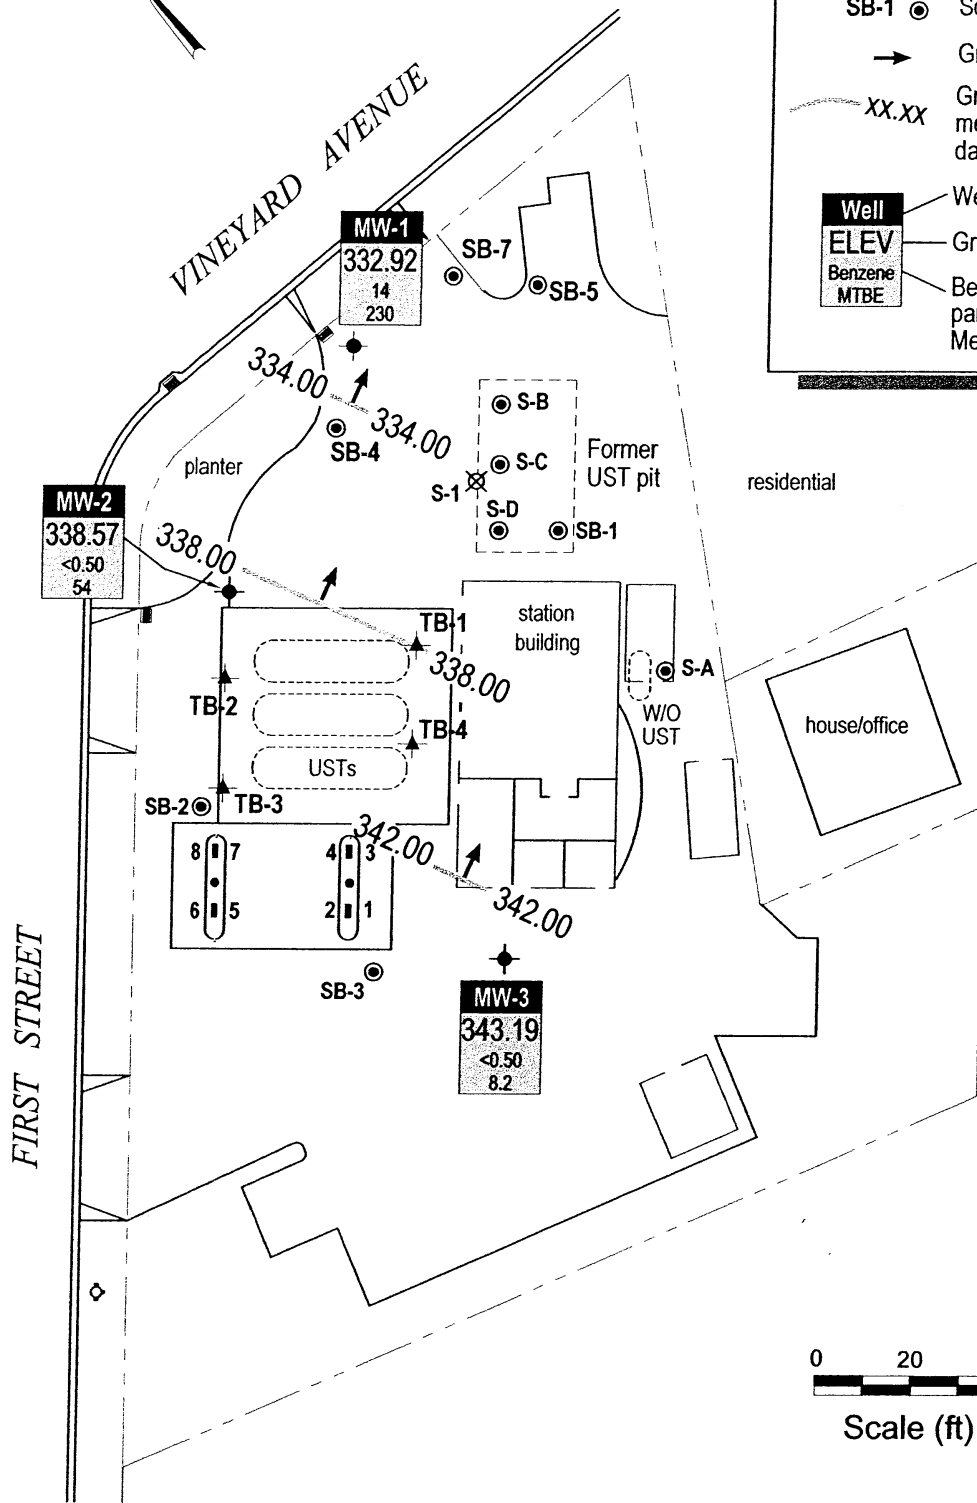 SB-1
XX.XX
Well
ELEV
Benzene
MTBE
VINEYARD AVENUE
MW-1
332.92
14
230
SB-7
SB-5
334.00
334.00
SB-4
planter
S-B
S-C
S-1
S-D
SB-1
Former
UST pit
residential
MW-2
338.57
<0.50
54
338.00
TB-1
338.00
station
building
S-A
W/O
UST
house/office
TB-2
TB-4
USTs
SB-2
TB-3
342.00
8 7
4 3
6 5
2 1
342.00
SB-3
MW-3
343.19
<0.50
8.2
FIRST STREET
0 20
Scale (ft)